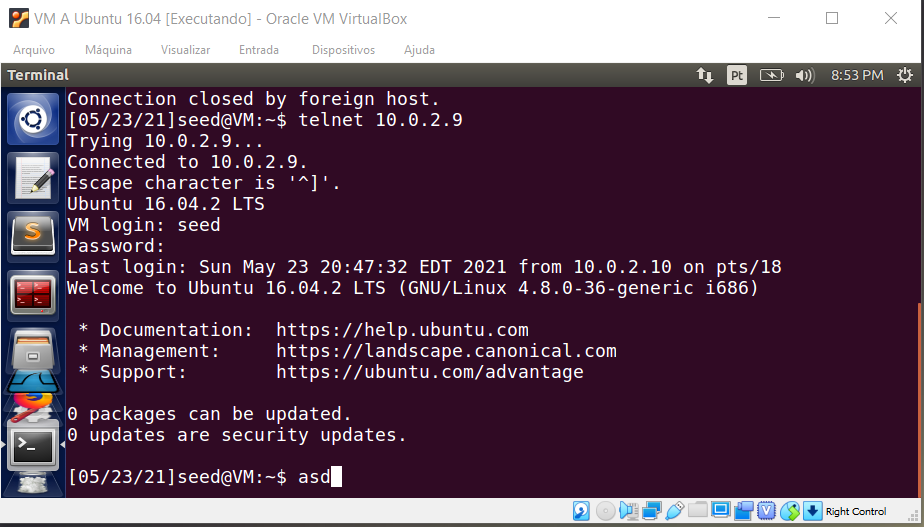 VM A Ubuntu 16.04 [Executando] - Oracle VM VirtualBox
Arquivo Máquina Visualizar Entrada Dispositivos Ajuda
Terminal Pt 8:53 PM
Connection closed by foreign host.
[05/23/21]seed@VM:~$ telnet 10.0.2.9
Trying 10.0.2.9...
Connected to 10.0.2.9.
Escape character is '^]'.
Ubuntu 16.04.2 LTS
VM login: seed
Password:
Last login: Sun May 23 20:47:32 EDT 2021 from 10.0.2.10 on pts/18
Welcome to Ubuntu 16.04.2 LTS (GNU/Linux 4.8.0-36-generic i686)
* Documentation: https://help.ubuntu.com
* Management: https://landscape.canonical.com
* Support: https://ubuntu.com/advantage
0 packages can be updated.
0 updates are security updates.
[05/23/21]seed@VM:~$ asd
Right Control